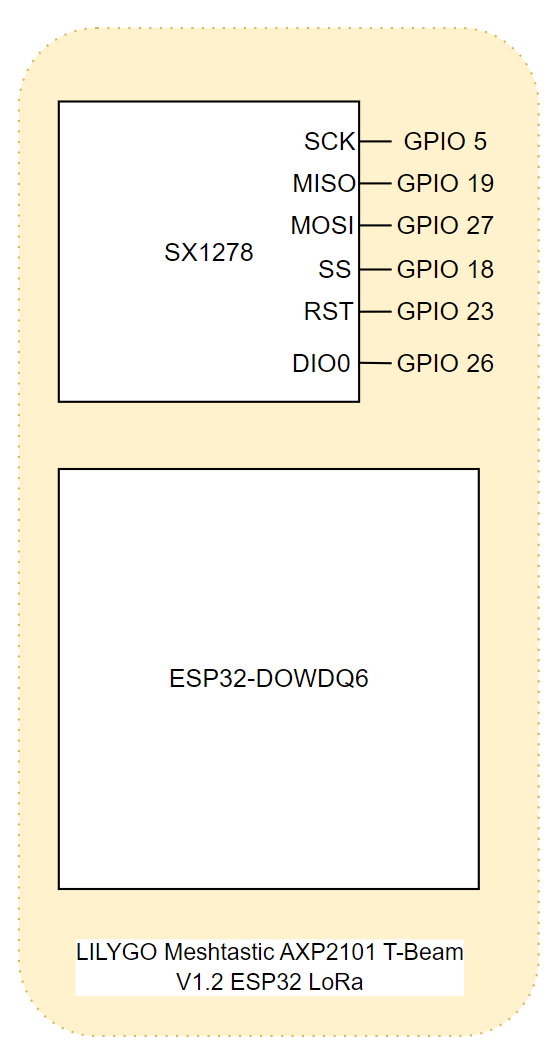 SCK GPIO 5
MISO GPIO 19
MOSI GPIO 27
SX1278
SS GPIO 18
RST GPIO 23
DIO0 GPIO 26
ESP32-DOWDQ6
LILYGO Meshtastic AXP2101 T-Beam
V1.2 ESP32 LoRa